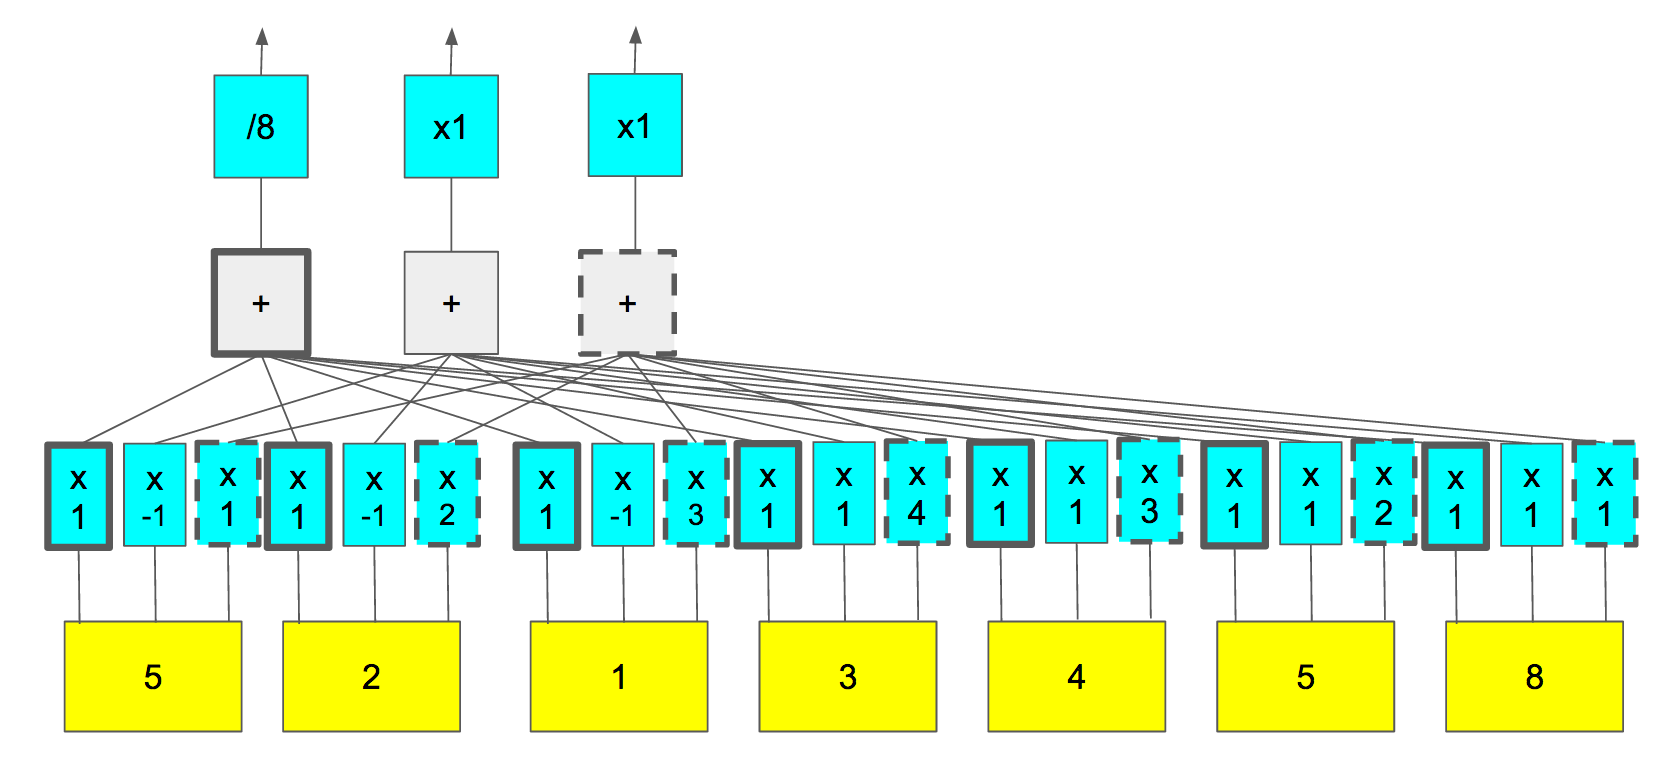 /8 x1 x1
+ + +
x x x x x x x x x x x x x x x x x x x x x
1 -1 1 1 -1 2 1 -1 3 1 1 4 1 1 3 1 1 2 1 1 1
5 2 1 3 4 5 8